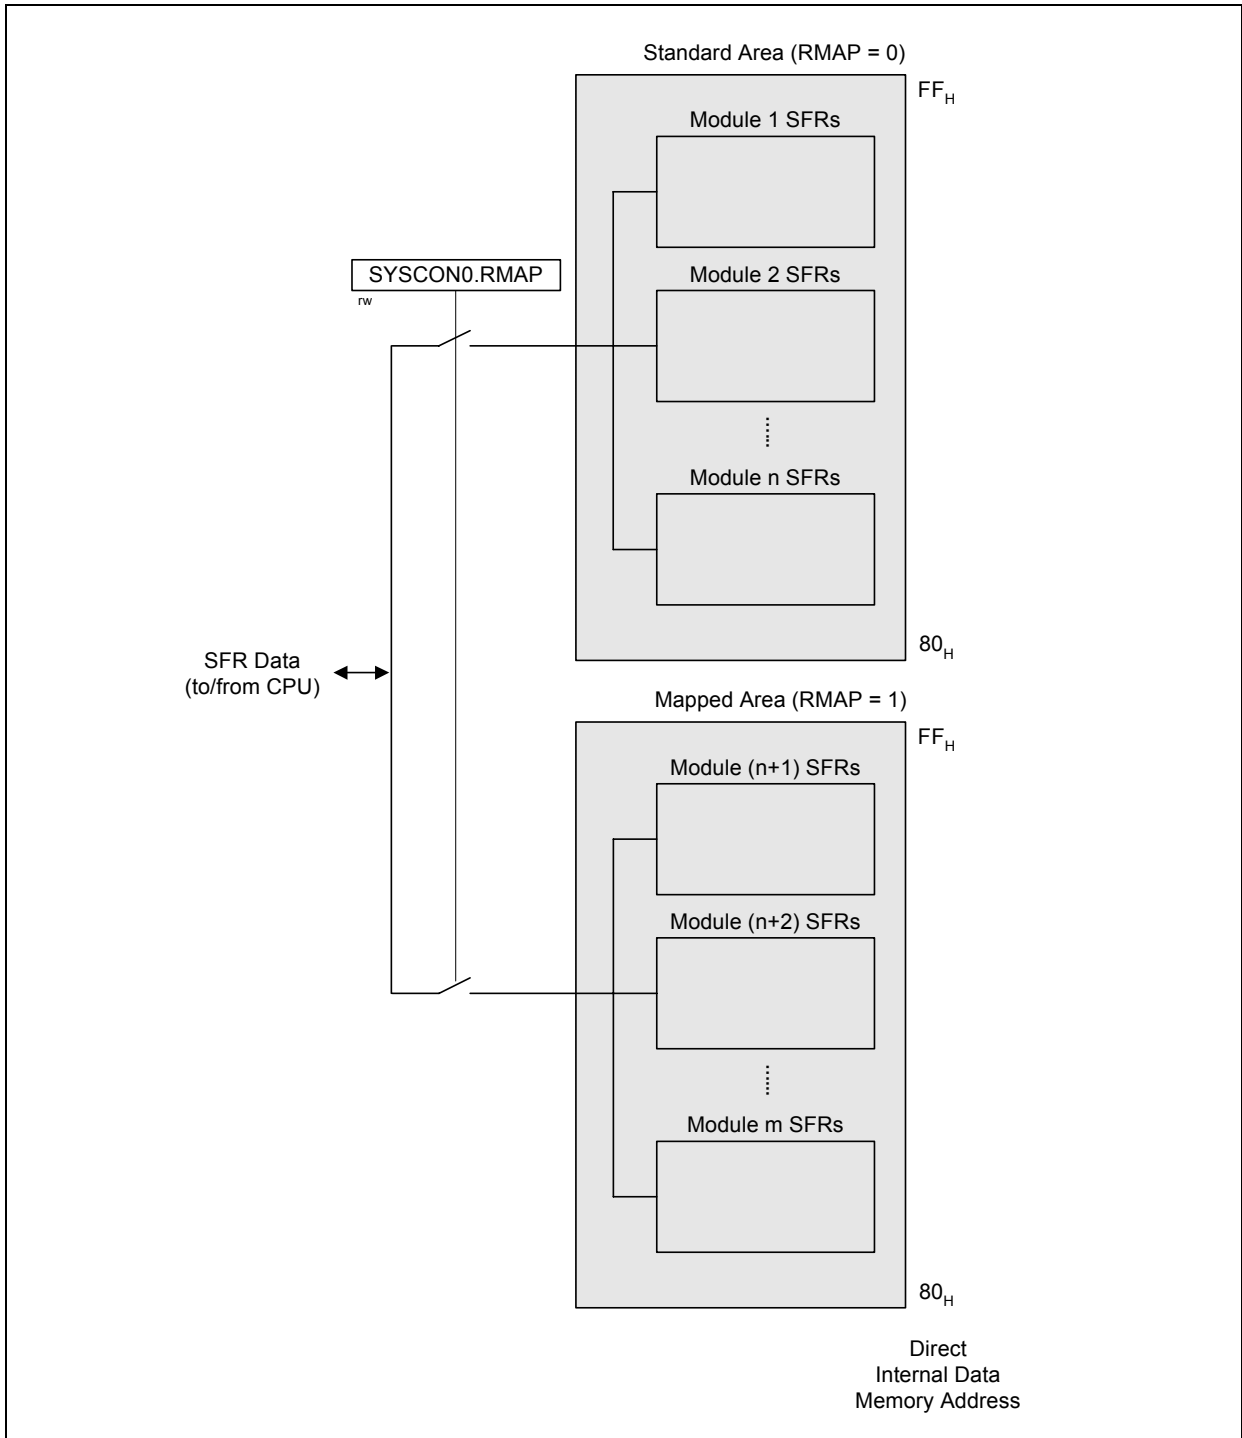 Standard Area (RMAP = 0)
FFH
Module 1 SFRs
SYSCON0.RMAP
rw
Module 2 SFRs
Module n SFRs
80H
SFR Data
(to/from CPU)
Mapped Area (RMAP = 1)
FFH
Module (n+1) SFRs
Module (n+2) SFRs
Module m SFRs
80H
Direct
Internal Data
Memory Address